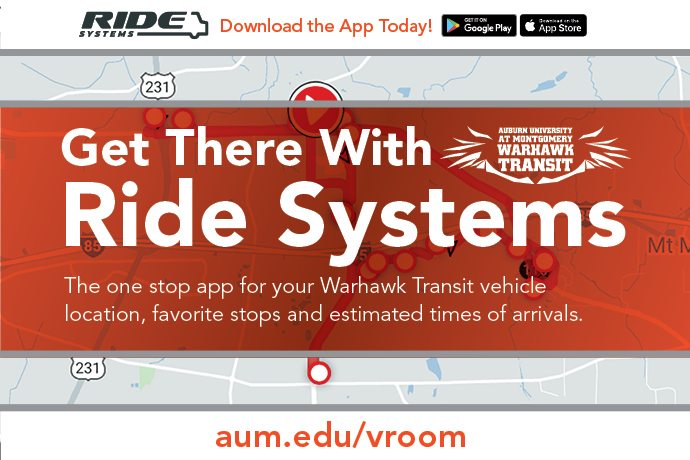 RIDE
SYSTEMS
Download the App Today!
GET IT ON
Google Play
Download on the
App Store
231
Get There With
AUBURN UNIVERSITY
AT MONTGOMERY
WARHAWK
TRANSIT
Ride Systems
85
Mt M
The one stop app for your Warhawk Transit vehicle
location, favorite stops and estimated times of arrivals.
231
aum.edu/vroom